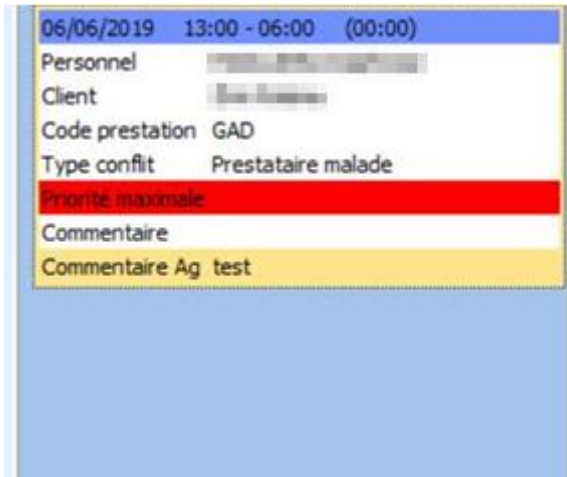 06/06/2019 13:00 - 06:00 (00:00)
Personnel
Client
Code prestation GAD
Type conflit Prestataire malade
Priorité maximale
Commentaire
Commentaire Ag test